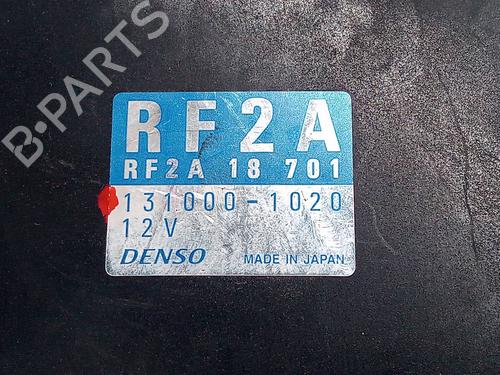 B-PARTS
RF2A
RF2A 18 701
131000-1020
12V
DENSO MADE IN JAPAN